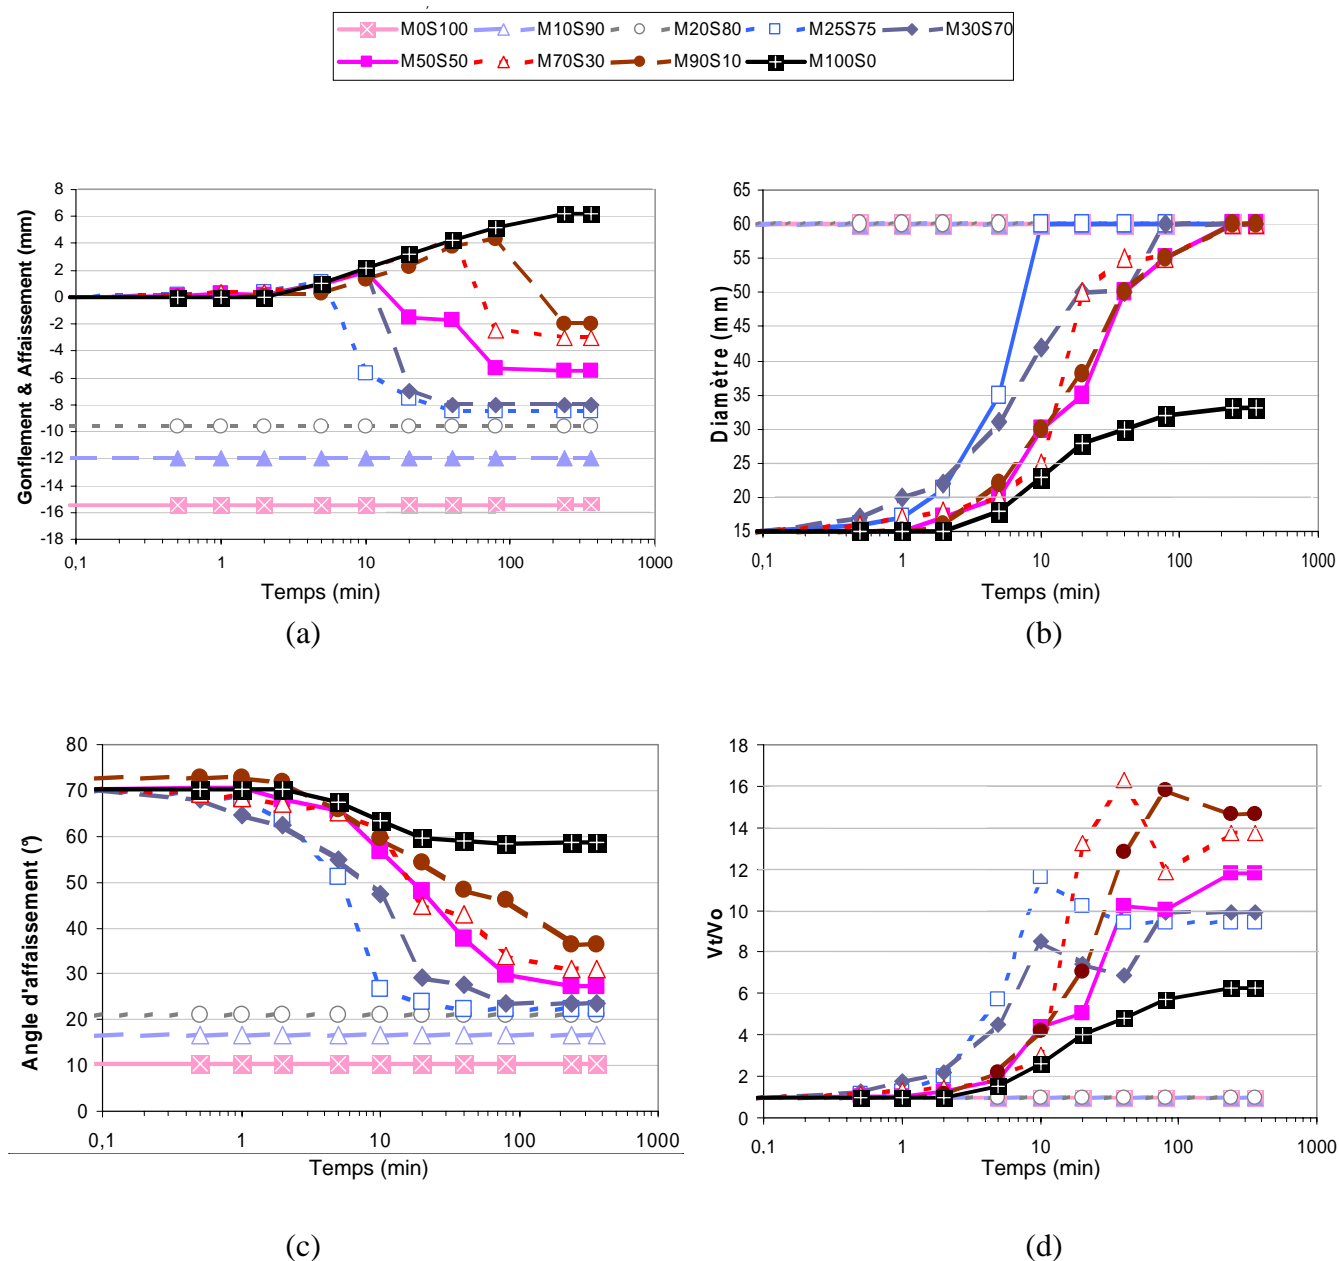 M0S100 M10S90 M20S80 M25S75 M30S70
M50S50 M70S30 M90S10 M100S0
8
6
4
2
0
-2
-4
-6
-8
-10
-12
-14
-16
-18
Gonflement & Affaissement (mm)
0,1 1 10 100 1000
Temps (min)
(a)
65
60
55
50
45
40
35
30
25
20
15
Diamètre (mm)
0,1 1 10 100 1000
Temps (min)
(b)
80
70
60
50
40
30
20
10
0
Angle d'affaissement (°)
0,1 1 10 100 1000
Temps (min)
(c)
18
16
14
12
10
8
6
4
2
0
Vt/Vo
0.1 1 10 100 1000
Temps (min)
(d)